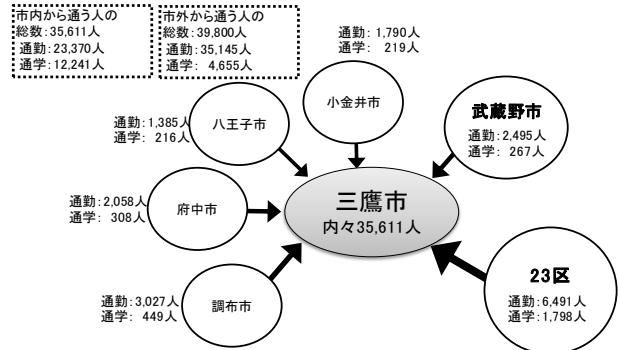 市内から通う人の
総数:35,611人
通勤:23,370人
通学:12,241人
市外から通う人の
総数:39,800人
通勤:35,145人
通学: 4,655人
通勤:1,790人
通学: 219人
小金井市
武蔵野市
通勤:2,495人
通学: 267人
通勤:1,385人
通学: 216人
八王子市
三鷹市
内々35,611人
通勤:2,058人
通学: 308人
府中市
23区
通勤:6,491人
通学:1,798人
通勤:3,027人
通学: 449人
調布市